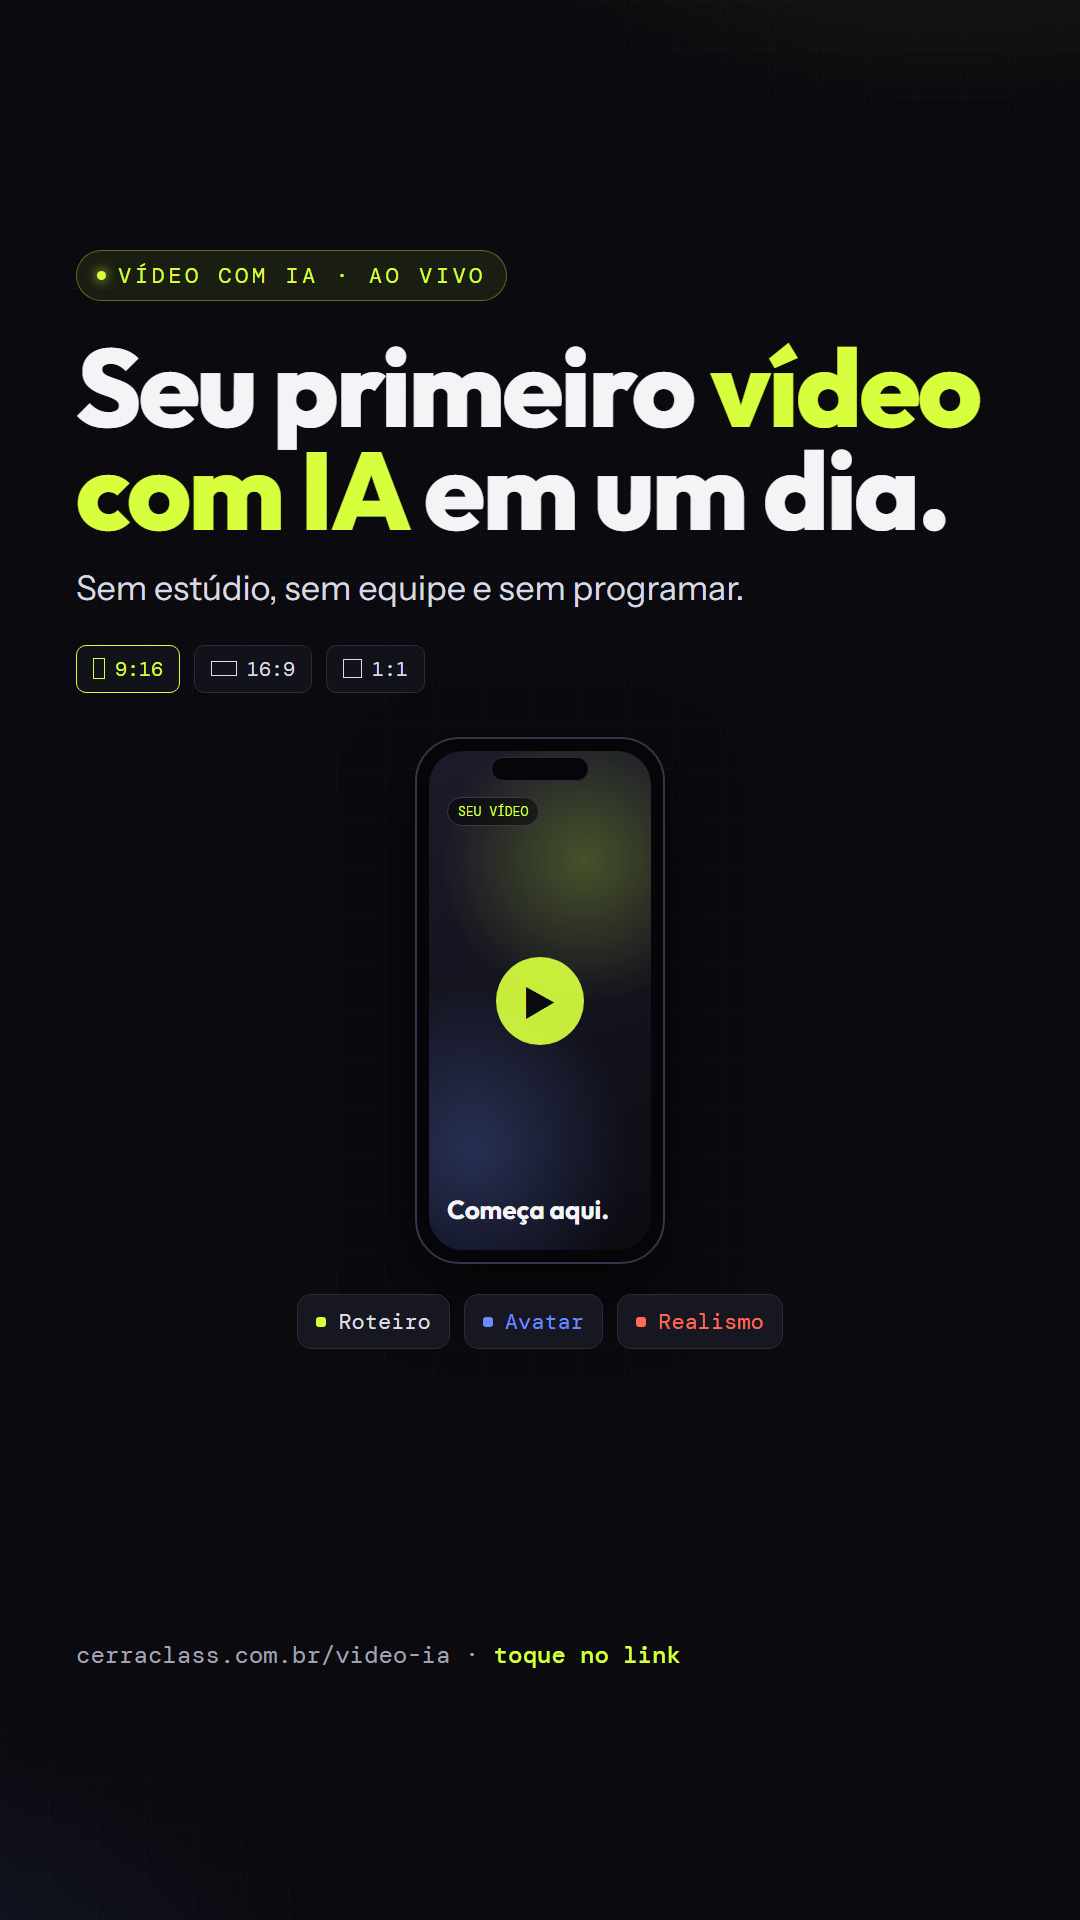 VÍDEO COM IA · AO VIVO
Seu primeiro vídeo
com IA em um dia.
Sem estúdio, sem equipe e sem programar.
9:16 16:9 1:1
SEU VÍDEO
Começa aqui.
Roteiro Avatar Realismo
cerraclass.com.br/video-ia · toque no link